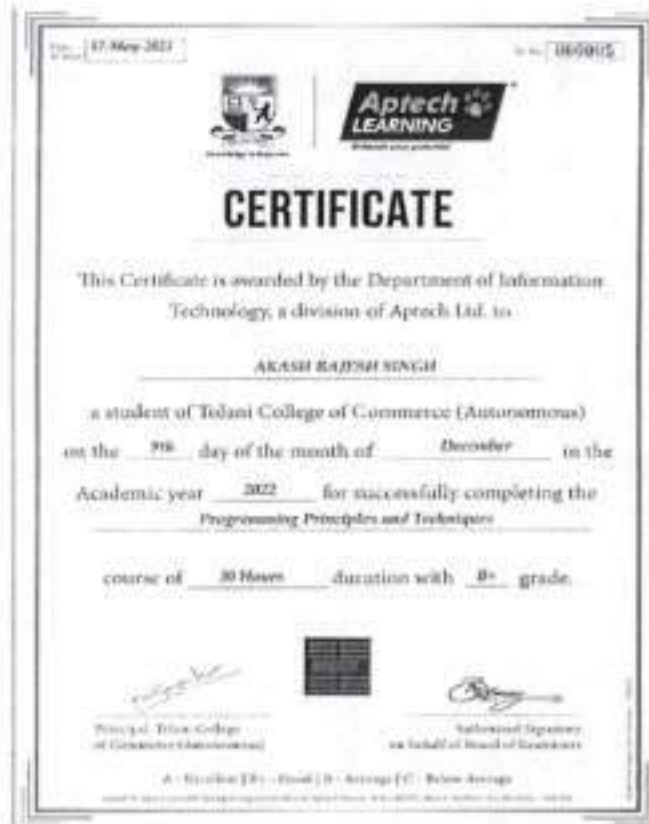 17-May-2023
Aptech
LEARNING
CERTIFICATE
This Certificate is awarded by the Department of Information
Technology, a division of Aptech Ltd. to
AKASH RAJESH SINGH
a student of Tolani College of Commerce (Autonomous)
on the 9th day of the month of December in the
Academic year 2022 for successfully completing the
Programming Principles and Techniques
course of 30 Hours duration with B+ grade.
Principal, Tolani College
of Commerce (Autonomous)
Authorized Signatory
on behalf of Board of Examiners
A - Excellent | B+ - Good | B - Average | C - Below Average